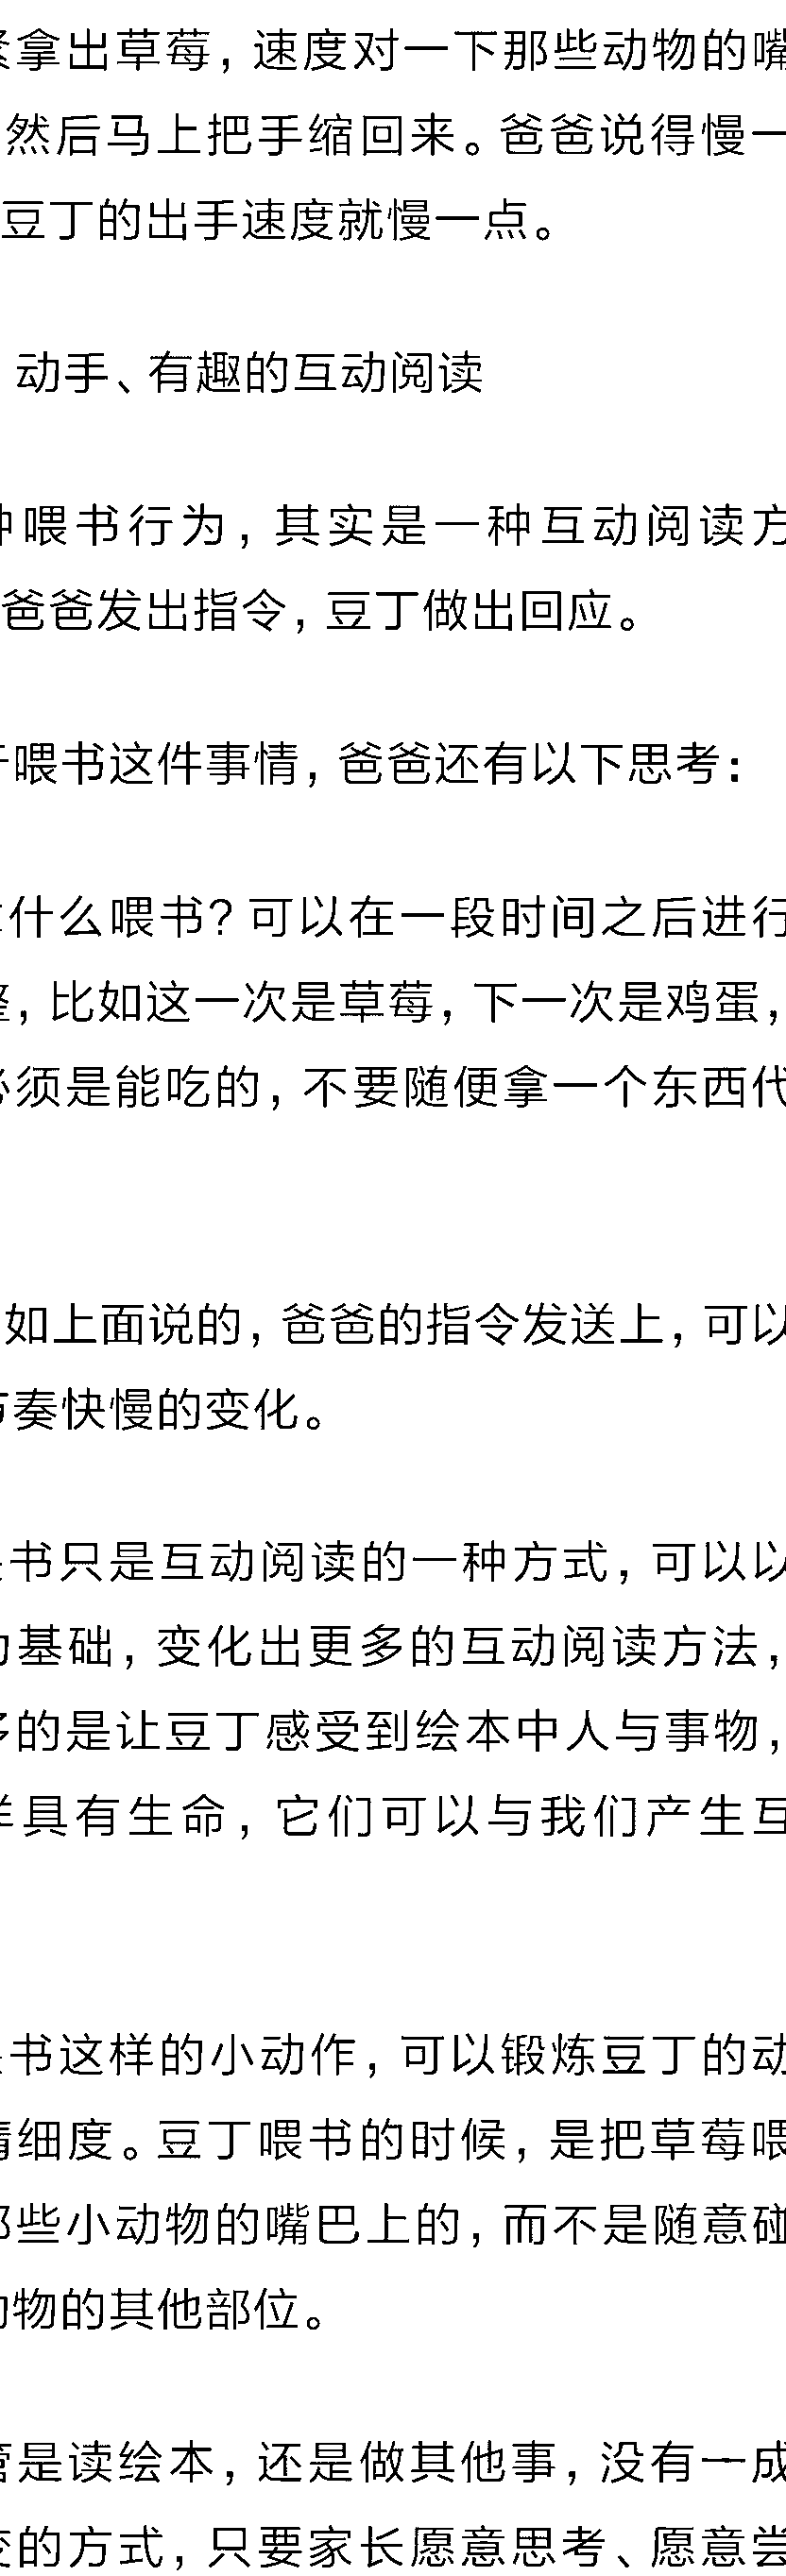 拿出草莓，速度对一下那些动物的嘴
然后马上把手缩回来。爸爸说得慢一
豆丁的出手速度就慢一点。
动手、有趣的互动阅读
喂书行为，其实是一种互动阅读方
爸爸发出指令，豆丁做出回应。
喂书这件事情，爸爸还有以下思考：
什么喂书？可以在一段时间之后进行
，比如这一次是草莓，下一次是鸡蛋，
必须是能吃的，不要随便拿一个东西代
如上面说的，爸爸的指令发送上，可以
节奏快慢的变化。
书只是互动阅读的一种方式，可以以
基础，变化出更多的互动阅读方法，
的是让豆丁感受到绘本中人与事物，
具有生命，它们可以与我们产生互
书这样的小动作，可以锻炼豆丁的动
细度。豆丁喂书的时候，是把草莓喂
那些小动物的嘴巴上的，而不是随意碰
动物的其他部位。
管是读绘本，还是做其他事，没有一成
变的方式，只要家长愿意思考、愿意尝